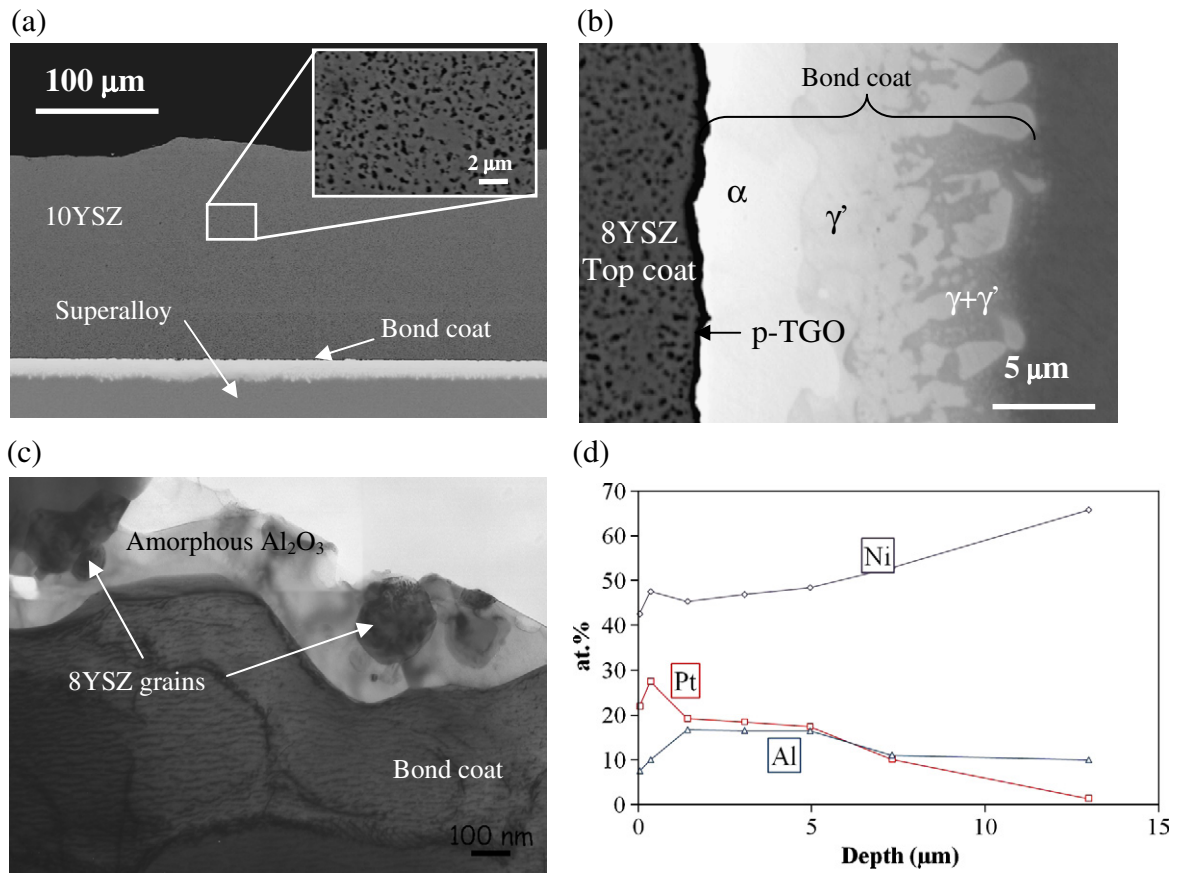 (a)
100 μm
2 μm
10YSZ
Superalloy
Bond coat
(b)
Bond coat
α
γ'
8YSZ
Top coat
γ+γ'
p-TGO
5 μm
(c)
Amorphous Al₂O₃
8YSZ grains
Bond coat
100 nm
(d)
70
60
50
40
30
20
10
0
at.%
Ni
Pt
Al
0 5 10 15
Depth (μm)